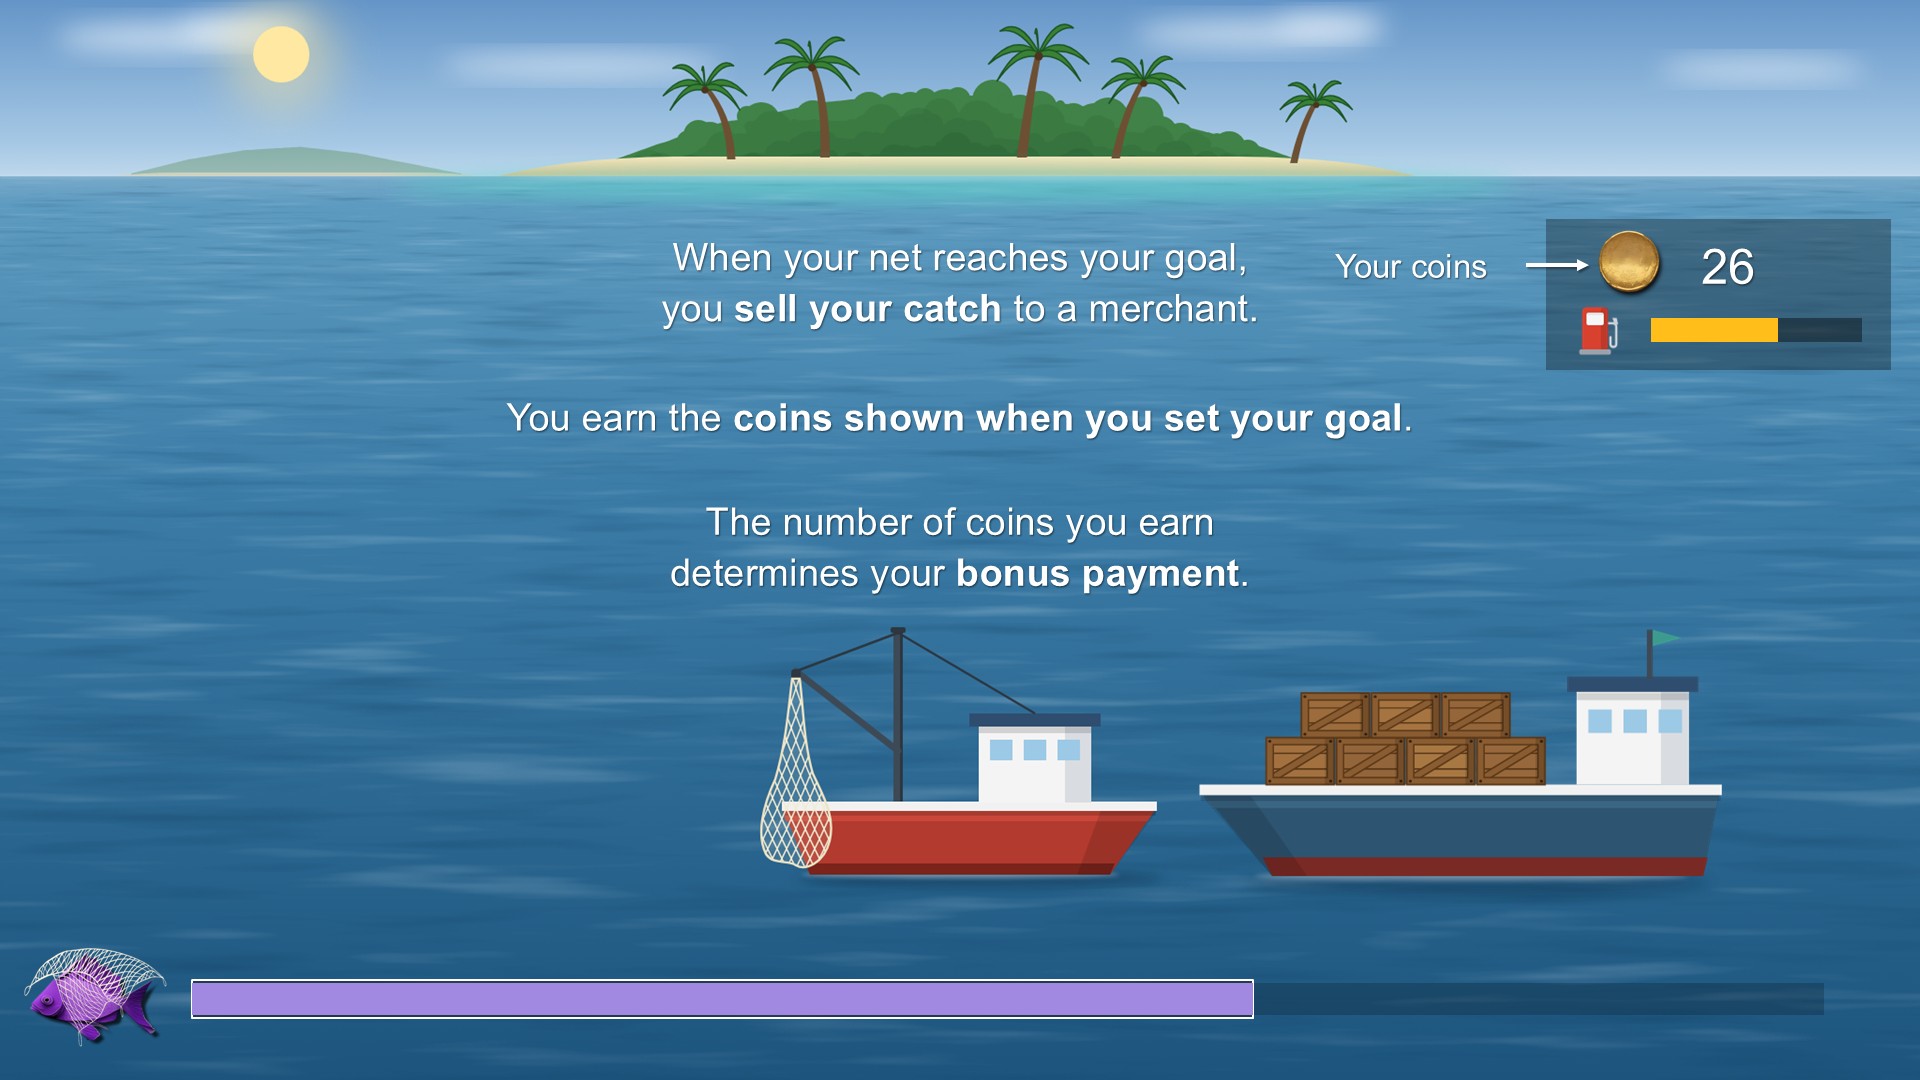 When your net reaches your goal,
you sell your catch to a merchant.
Your coins
26
You earn the coins shown when you set your goal.
The number of coins you earn
determines your bonus payment.